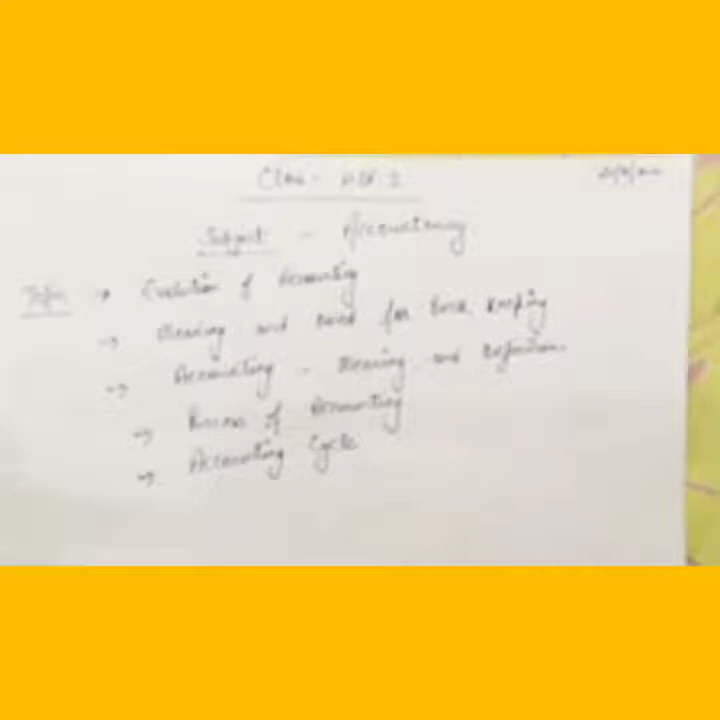 Class -
Subject - Accountancy
Topic → Evolution of Accounting
→ Meaning and Need for Book Keeping
→ Accounting - Meaning and Definition
→ Process of Accounting
→ Accounting Cycle